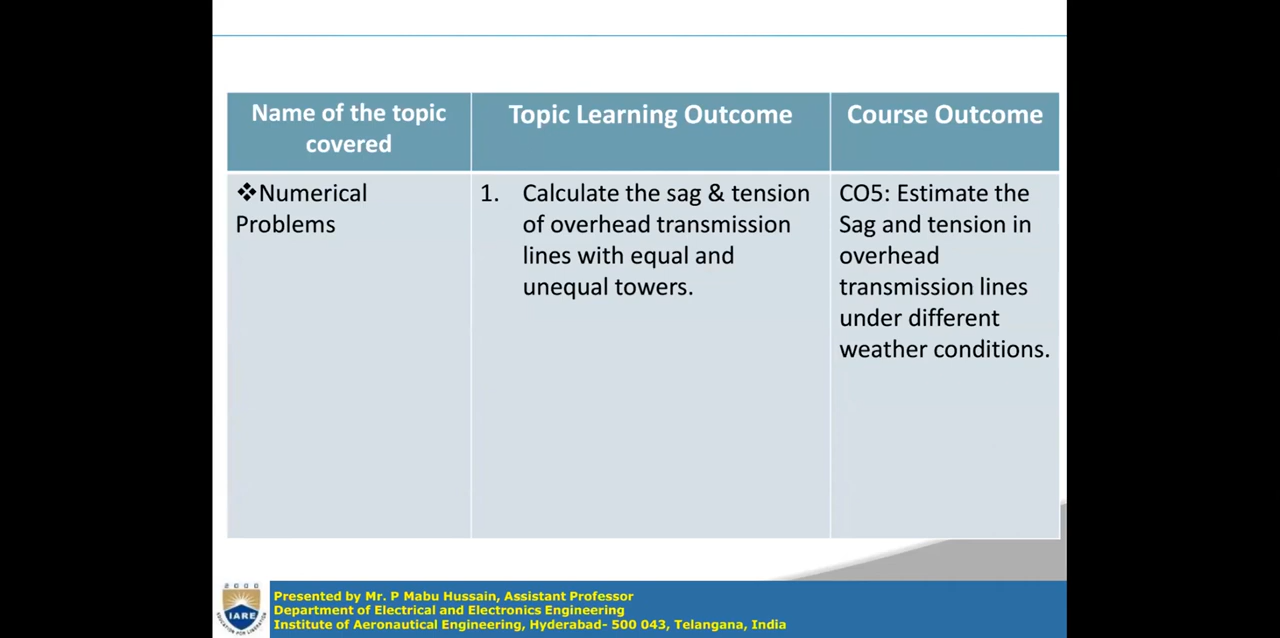 Name of the topic
covered
Topic Learning Outcome
Course Outcome
❖Numerical
Problems
1. Calculate the sag & tension
of overhead transmission
lines with equal and
unequal towers.
CO5: Estimate the
Sag and tension in
overhead
transmission lines
under different
weather conditions.
IARE
Presented by Mr. P Mabu Hussain, Assistant Professor
Department of Electrical and Electronics Engineering
Institute of Aeronautical Engineering, Hyderabad- 500 043, Telangana, India